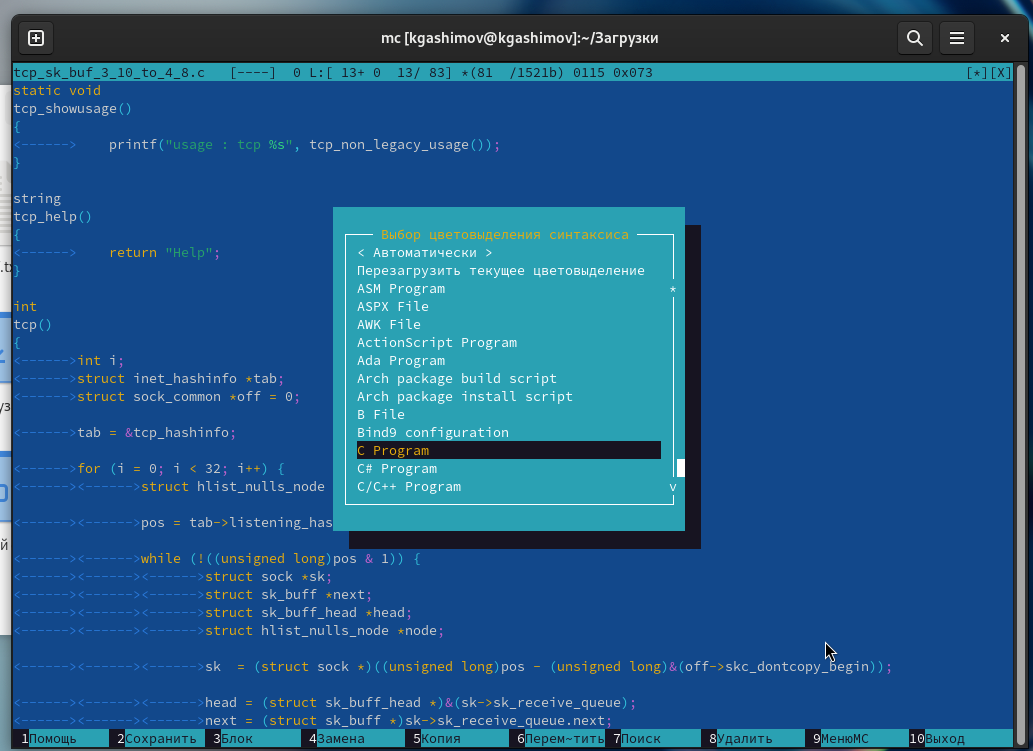 mc [kgashimov@kgashimov]:~/Загрузки
tcp_sk_buf_3_10_to_4_8.c   [----]  0 L:[ 13+ 0  13/ 83] *(81  /1521b) 0115 0x073   [*][X]
static void
tcp_showusage()
{
<------>    printf("usage : tcp %s", tcp_non_legacy_usage());
}
string
tcp_help()
{
<------>    return "Help";
}
int
tcp()
{
<------>int i;
<------>struct inet_hashinfo *tab;
<------>struct sock_common *off = 0;
<------>tab = &tcp_hashinfo;
<------>for (i = 0; i < 32; i++) {
<------><------>struct hlist_nulls_node
<------><------>pos = tab->listening_has
<------><------>while (!((unsigned long)pos & 1)) {
<------><------><------>struct sock *sk;
<------><------><------>struct sk_buff *next;
<------><------><------>struct sk_buff_head *head;
<------><------><------>struct hlist_nulls_node *node;
<------><------><------>sk  = (struct sock *)((unsigned long)pos - (unsigned long)&(off->skc_dontcopy_begin));
<------><------><------>head = (struct sk_buff_head *)&(sk->sk_receive_queue);
<------><------><------>next = (struct sk_buff *)sk->sk_receive_queue.next;
Выбор цветовыделения синтаксиса
< Автоматически >
Перезагрузить текущее цветовыделение
ASM Program
ASPX File
AWK File
ActionScript Program
Ada Program
Arch package build script
Arch package install script
B File
Bind9 configuration
C Program
C# Program
C/C++ Program
1Помощь 2Сохранить 3Блок 4Замена 5Копия 6Перем~тить 7Поиск 8Удалить 9МенюMC 10Выход